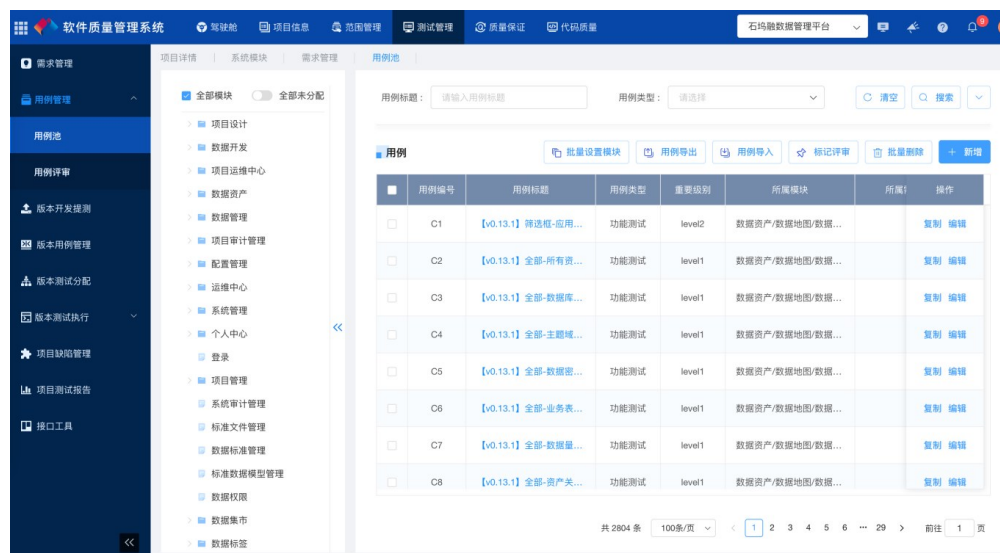 软件质量管理系统 驾驶舱 项目信息 范围管理 测试管理 质量保证 代码质量 石玛融数据管理平台 9
需求管理
用例管理
用例池
用例评审
版本开发提测
版本用例管理
版本测试分配
版本测试执行
项目缺陷管理
项目测试报告
接口工具
项目详情 系统模块 需求管理 用例池
全部模块 全部未分配
项目设计
数据开发
项目运维中心
数据资产
数据管理
项目审计管理
配置管理
运维中心
系统管理
个人中心
登录
项目管理
系统审计管理
标准文件管理
数据标准管理
标准数据模型管理
数据权限
数据集市
数据标签
用例标题： 请输入用例标题 用例类型： 请选择 清空 搜索
用例 批量设置模块 用例导出 用例导入 标记评审 批量删除 新增
用例编号 用例标题 用例类型 重要级别 所属模块 所属 操作
C1 【v0.13.1】筛选框-应用... 功能测试 level2 数据资产/数据地图/数据... 复制 编辑
C2 【v0.13.1】全部-所有资... 功能测试 level1 数据资产/数据地图/数据... 复制 编辑
C3 【v0.13.1】全部-数据库... 功能测试 level1 数据资产/数据地图/数据... 复制 编辑
C4 【v0.13.1】全部-主题域... 功能测试 level1 数据资产/数据地图/数据... 复制 编辑
C5 【v0.13.1】全部-数据密... 功能测试 level1 数据资产/数据地图/数据... 复制 编辑
C6 【v0.13.1】全部-业务表... 功能测试 level1 数据资产/数据地图/数据... 复制 编辑
C7 【v0.13.1】全部-数据量... 功能测试 level1 数据资产/数据地图/数据... 复制 编辑
C8 【v0.13.1】全部-资产关... 功能测试 level1 数据资产/数据地图/数据... 复制 编辑
共 2804 条 100条/页 1 2 3 4 5 6 ... 29 前往 1 页